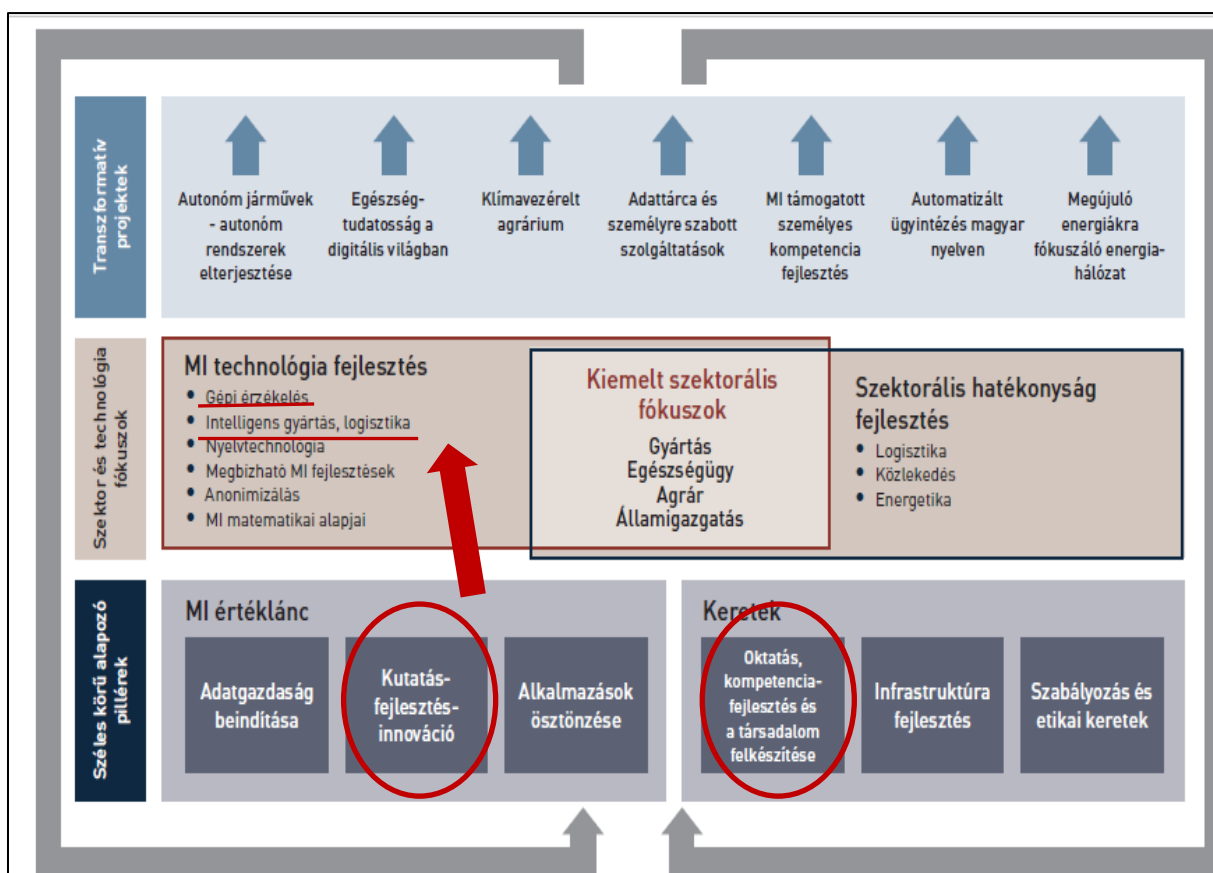 Transzformatív
projektek
Autonóm járművek
- autonóm
rendszerek
elterjesztése
Egészség-
tudatosság a
digitális világban
Klímavezérelt
agrárium
Adattárca és
személyre szabott
szolgáltatások
MI támogatott
személyes
kompetencia
fejlesztés
Automatizált
ügyintézés magyar
nyelven
Megújuló
energiákra
fókuszáló energia-
hálózat
Szektor és technológia
fókuszok
MI technológia fejlesztés
• Gépi érzékelés
• Intelligens gyártás, logisztika
• Nyelvtechnológia
• Megbízható MI fejlesztések
• Anonimizálás
• MI matematikai alapjai
Kiemelt szektorális
fókuszok
Gyártás
Egészségügy
Agrár
Államigazgatás
Szektorális hatékonyság
fejlesztés
• Logisztika
• Közlekedés
• Energetika
Széles körű alapozó
pillérek
MI értéklánc
Adatgazdaság
beindítása
Kutatás-
fejlesztés-
innováció
Alkalmazások
ösztönzése
Keretek
Oktatás,
kompetencia-
fejlesztés és
a társadalom
felkészítése
Infrastruktúra
fejlesztés
Szabályozás és
etikai keretek